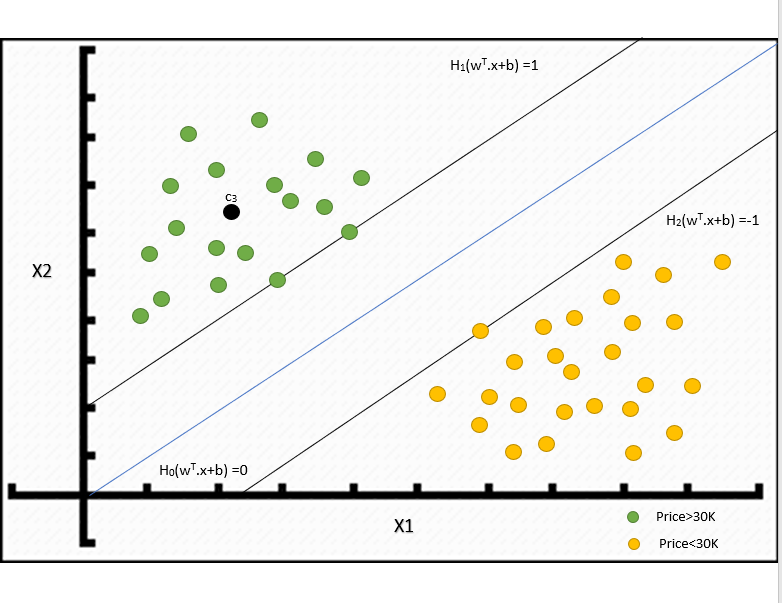 H₁(wᵀ.x+b) =1
c₃
H₂(wᵀ.x+b) =-1
X2
H₀(wᵀ.x+b) =0
X1
Price>30K
Price<30K